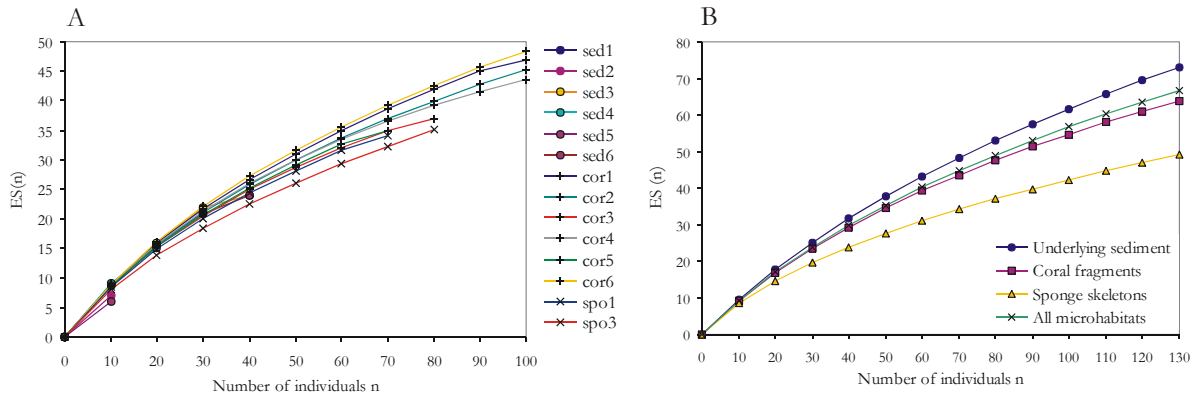 A
ES(n)
50
45
40
35
30
25
20
15
10
5
0
0 10 20 30 40 50 60 70 80 90 100
Number of individuals n
sed1
sed2
sed3
sed4
sed5
sed6
cor1
cor2
cor3
cor4
cor5
cor6
spo1
spo3
B
ES (n)
80
70
60
50
40
30
20
10
0
0 10 20 30 40 50 60 70 80 90 100 110 120 130
Number of individuals n
Underlying sediment
Coral fragments
Sponge skeletons
All microhabitats